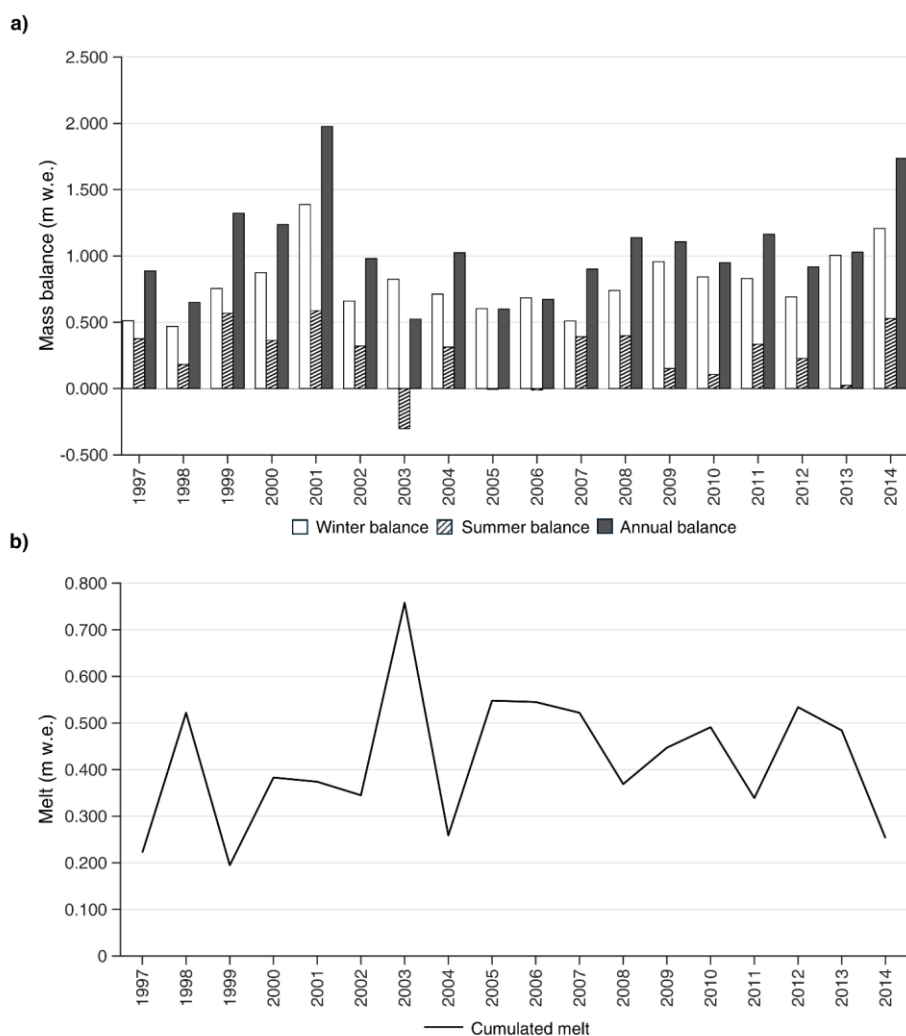 a)
Mass balance (m w.e.)
2.500
2.000
1.500
1.000
0.500
0.000
-0.500
1997 1998 1999 2000 2001 2002 2003 2004 2005 2006 2007 2008 2009 2010 2011 2012 2013 2014
Winter balance Summer balance Annual balance
b)
Melt (m w.e.)
0.800
0.700
0.600
0.500
0.400
0.300
0.200
0.100
0
1997 1998 1999 2000 2001 2002 2003 2004 2005 2006 2007 2008 2009 2010 2011 2012 2013 2014
Cumulated melt